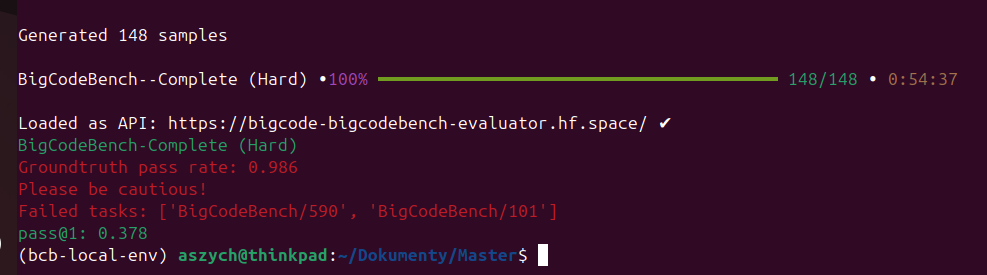 Generated 148 samples
BigCodeBench--Complete (Hard) •100% 148/148 • 0:54:37
Loaded as API: https://bigcode-bigcodebench-evaluator.hf.space/ ✔
BigCodeBench-Complete (Hard)
Groundtruth pass rate: 0.986
Please be cautious!
Failed tasks: ['BigCodeBench/590', 'BigCodeBench/101']
pass@1: 0.378
(bcb-local-env) aszych@thinkpad:~/Dokumenty/Master$